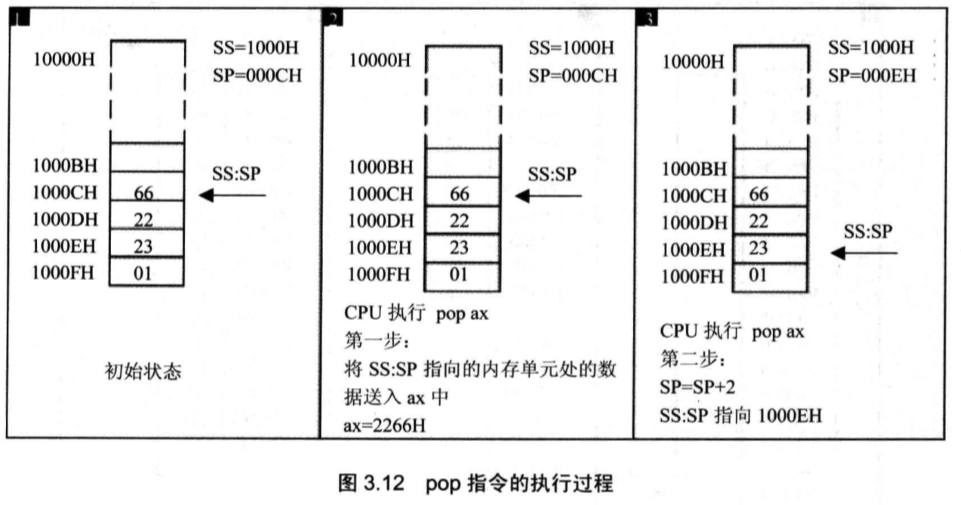 1
10000H
SS=1000H
SP=000CH
1000BH
1000CH 66 SS:SP
1000DH 22
1000EH 23
1000FH 01
初始状态
2
10000H
SS=1000H
SP=000CH
1000BH
1000CH 66 SS:SP
1000DH 22
1000EH 23
1000FH 01
CPU 执行 pop ax
第一步:
将 SS:SP 指向的内存单元处的数
据送入 ax 中
ax=2266H
3
10000H
SS=1000H
SP=000EH
1000BH
1000CH 66
1000DH 22
1000EH 23 SS:SP
1000FH 01
CPU 执行 pop ax
第二步:
SP=SP+2
SS:SP 指向 1000EH
图 3.12 pop 指令的执行过程